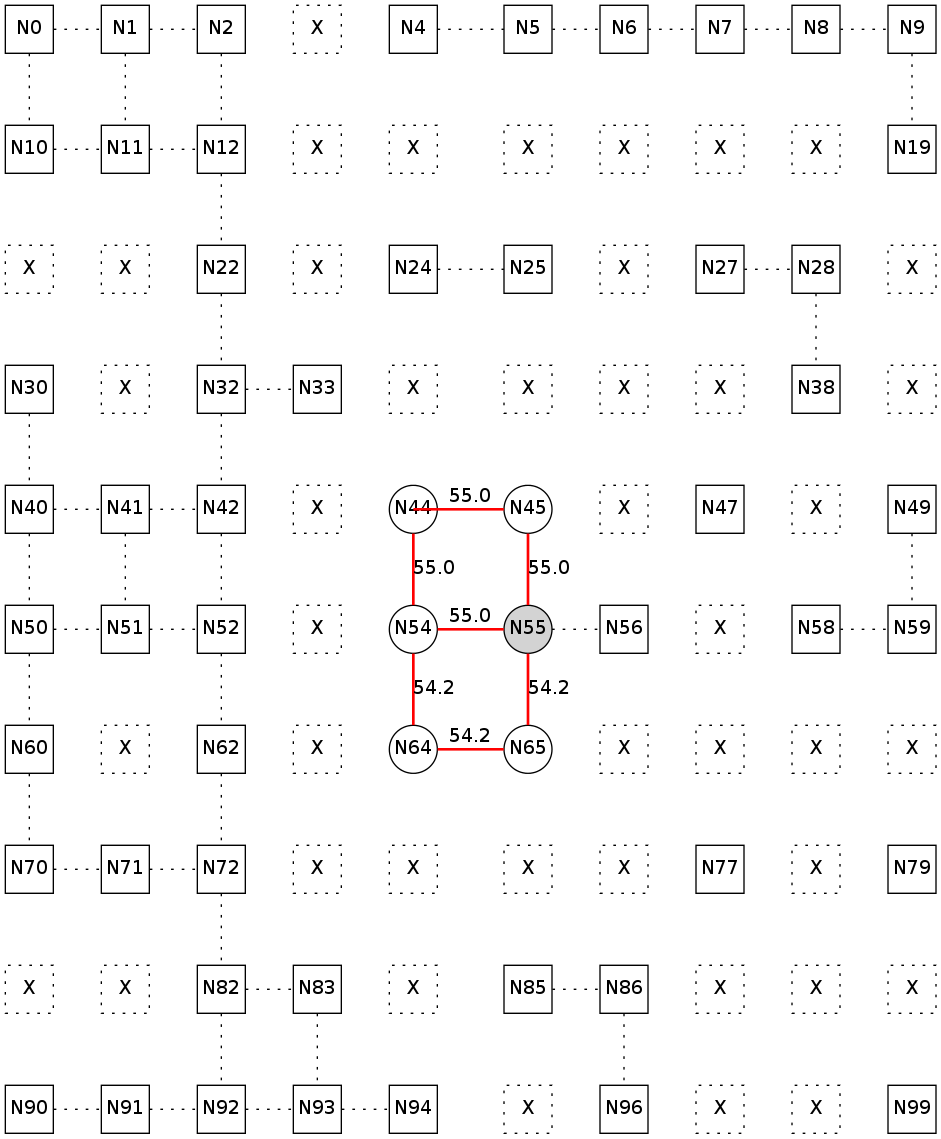 N0 N1 N2 X N4 N5 N6 N7 N8 N9
N10 N11 N12 X X X X X X N19
X X N22 X N24 N25 X N27 N28 X
N30 X N32 N33 X X X X N38 X
55.0
N40 N41 N42 X N44 N45 X N47 X N49
55.0 55.0
55.0
N50 N51 N52 X N54 N55 N56 X N58 N59
54.2 54.2
54.2
N60 X N62 X N64 N65 X X X X
N70 N71 N72 X X X X N77 X N79
X X N82 N83 X N85 N86 X X X
N90 N91 N92 N93 N94 X N96 X X N99